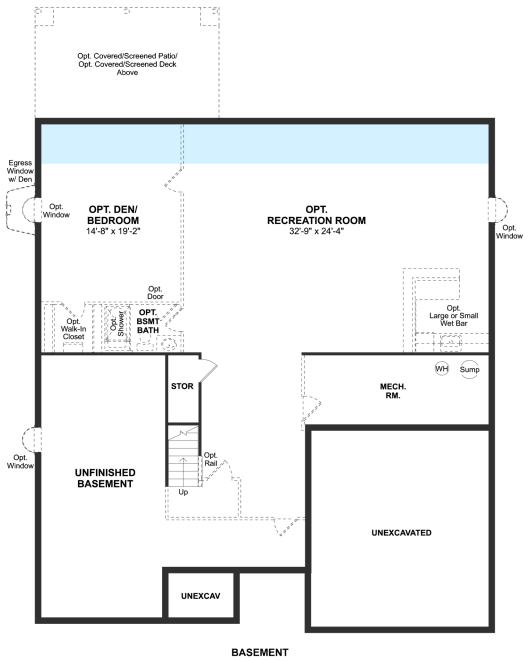 Opt. Covered/Screened Patio/
Opt. Covered/Screened Deck
Above
Egress
Window
w/ Den
Opt.
Window
OPT. DEN/
BEDROOM
14'-8" x 19'-2"
OPT.
RECREATION ROOM
32'-9" x 24'-4"
Opt.
Window
Opt.
Door
Opt.
Walk-In
Closet
Opt.
Shower
OPT.
BSMT
BATH
Opt.
Large or Small
Wet Bar
STOR
MECH.
RM.
WH
Sump
Opt.
Window
UNFINISHED
BASEMENT
Opt.
Rail
Up
UNEXCAVATED
UNEXCAV
BASEMENT